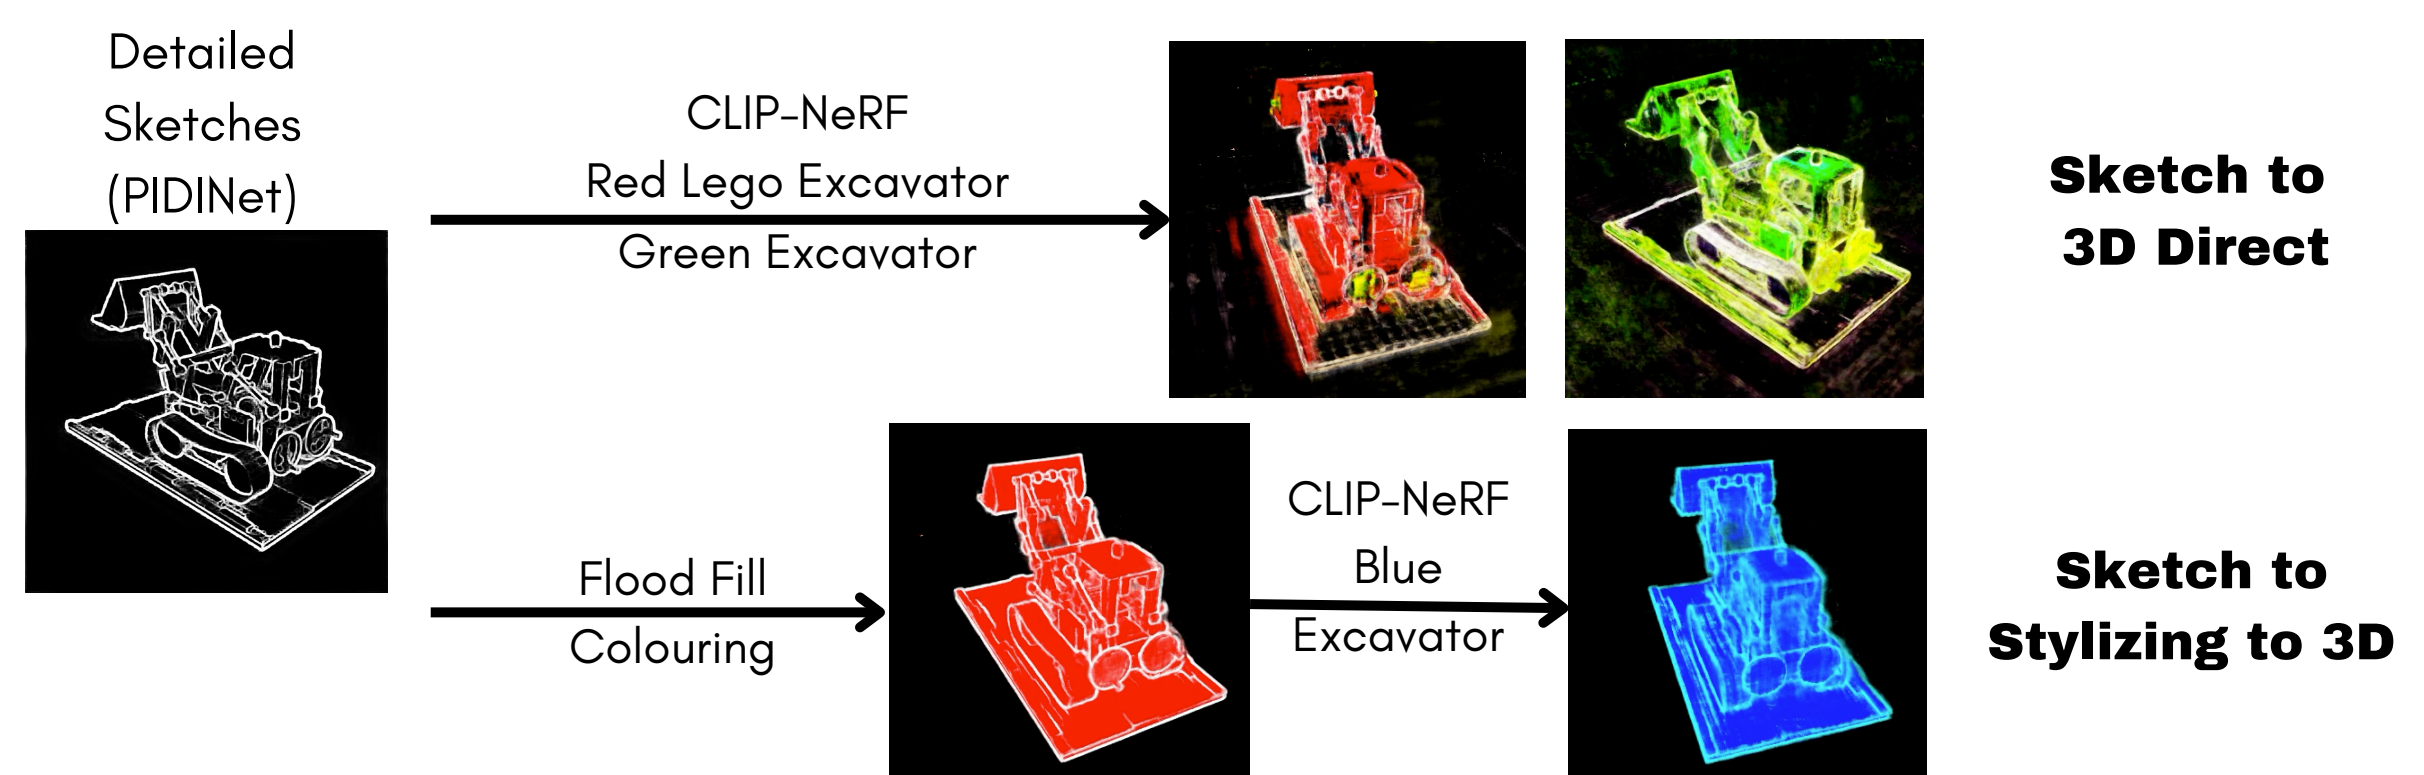 Detailed
Sketches
(PIDINet)
CLIP-NeRF
Red Lego Excavator
Green Excavator
Sketch to
3D Direct
Flood Fill
Colouring
CLIP-NeRF
Blue
Excavator
Sketch to
Stylizing to 3D